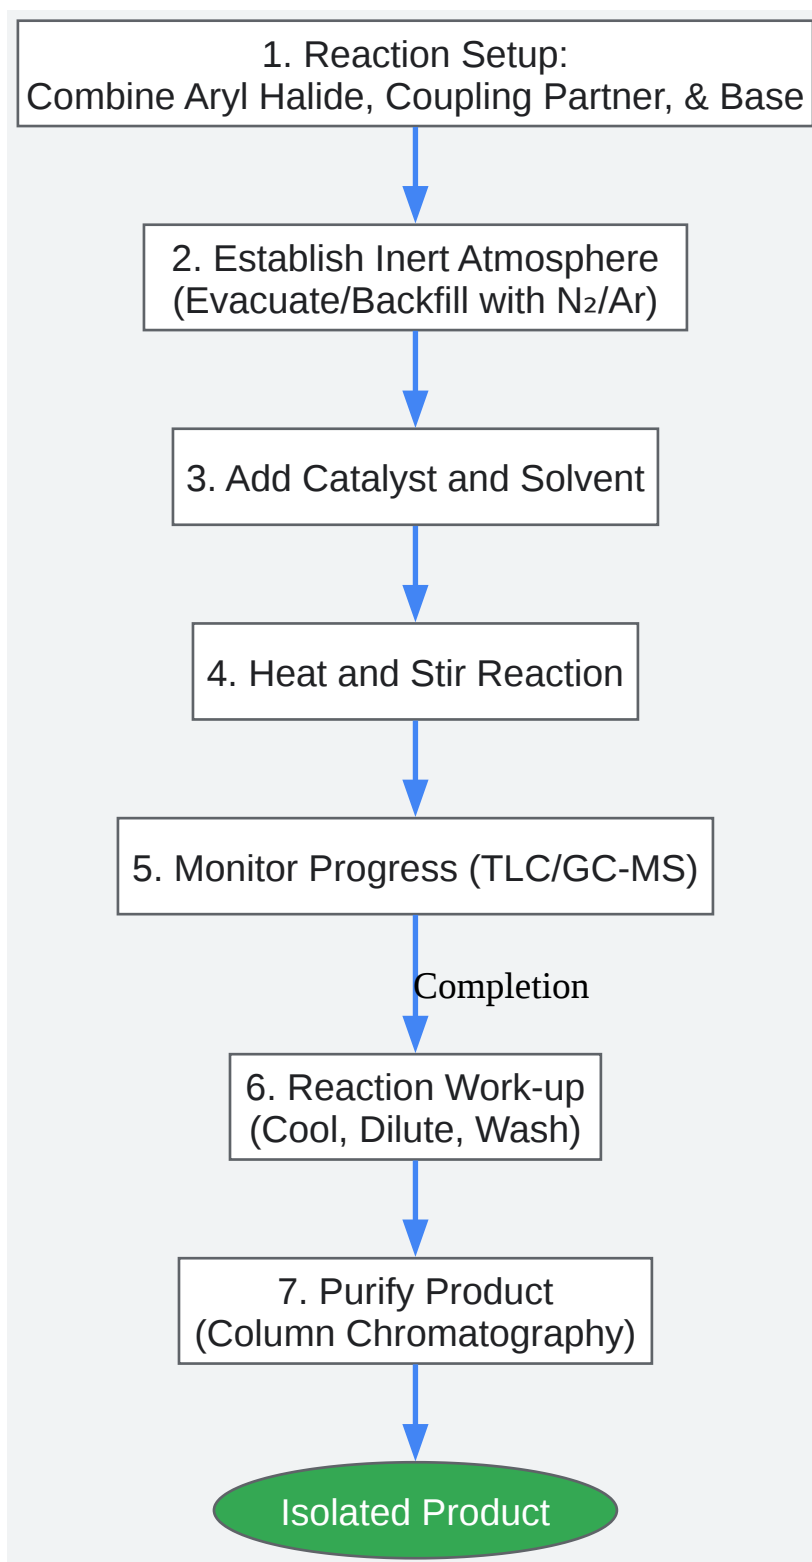 1. Reaction Setup:
Combine Aryl Halide, Coupling Partner, & Base
2. Establish Inert Atmosphere
(Evacuate/Backfill with N₂/Ar)
3. Add Catalyst and Solvent
4. Heat and Stir Reaction
5. Monitor Progress (TLC/GC-MS)
Completion
6. Reaction Work-up
(Cool, Dilute, Wash)
7. Purify Product
(Column Chromatography)
Isolated Product